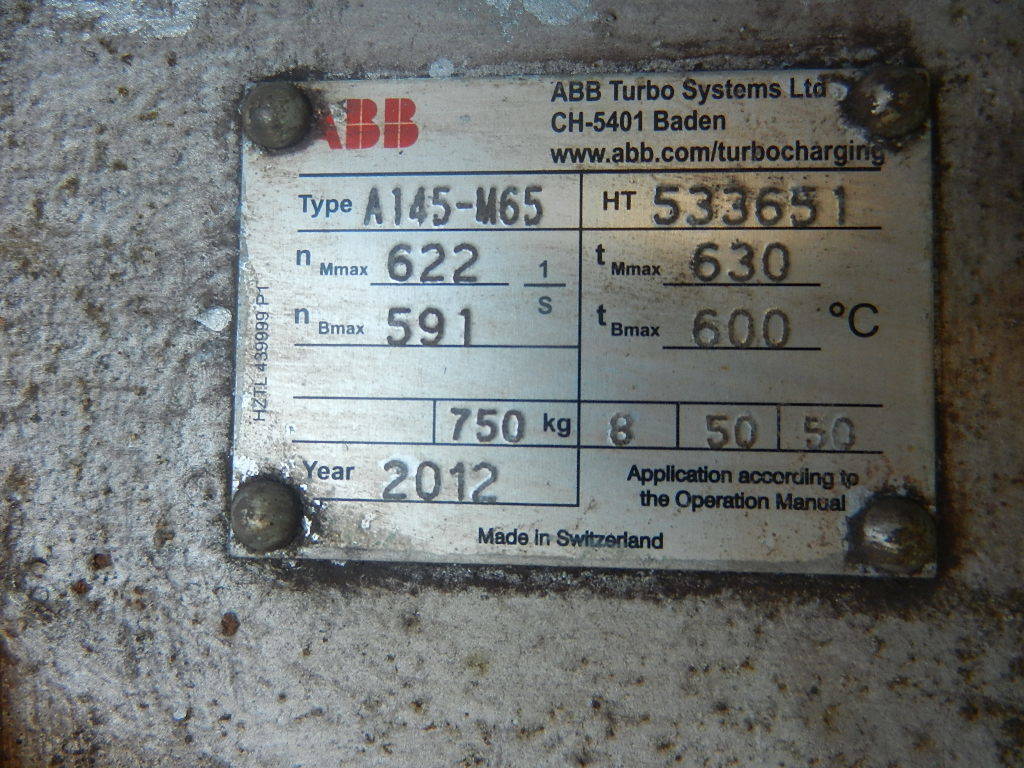 ABB
ABB Turbo Systems Ltd
CH-5401 Baden
www.abb.com/turbocharging
Type A145-M65 HT 533651
n Mmax 622 1/S t Mmax 630
n Bmax 591 t Bmax 600 °C
750 kg 8 50 50
Year 2012
Application according to
the Operation Manual
Made in Switzerland
HZTL 439999 P1